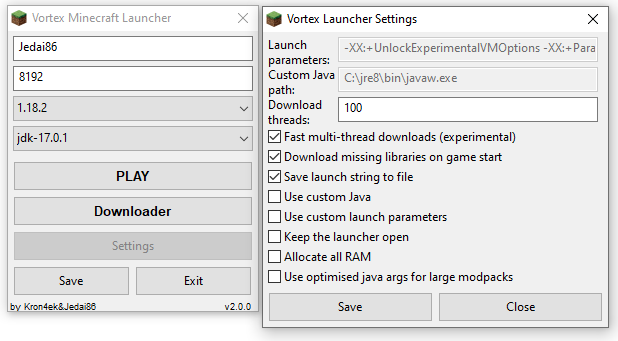 Vortex Minecraft Launcher
Jedai86
8192
1.18.2
jdk-17.0.1
PLAY
Downloader
Settings
Save
Exit
by Kron4ek&Jedai86
v2.0.0
Vortex Launcher Settings
Launch
parameters:
-XX:+UnlockExperimentalVMOptions -XX:+Para
Custom Java
path:
C:\jre8\bin\javaw.exe
Download
threads:
100
Fast multi-thread downloads (experimental)
Download missing libraries on game start
Save launch string to file
Use custom Java
Use custom launch parameters
Keep the launcher open
Allocate all RAM
Use optimised java args for large modpacks
Save
Close